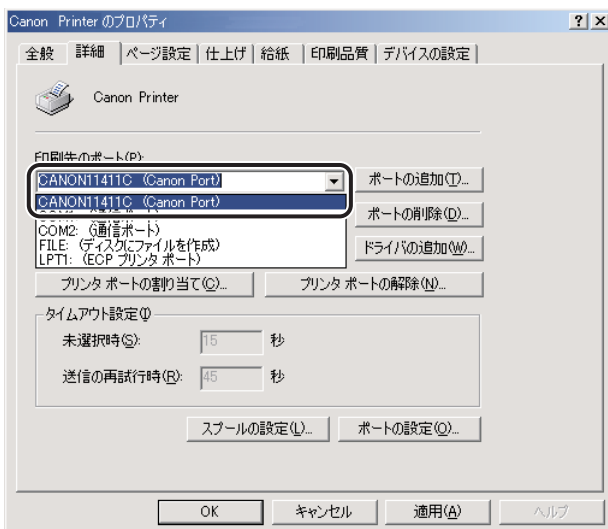 Canon Printer のプロパティ
? ×
全般 詳細 ページ設定 仕上げ 給紙 印刷品質 デバイスの設定
Canon Printer
印刷先のポート(P):
CANON11411C (Canon Port)
ポートの追加(T)...
CANON11411C (Canon Port)
ポートの削除(D)...
COM2: (通信ポート)
FILE: (ディスクにファイルを作成)
ドライバの追加(W)...
LPT1: (ECP プリンタ ポート)
プリンタ ポートの割り当て(C)... プリンタ ポートの解除(N)...
タイムアウト設定(I)
未選択時(S): 15 秒
送信の再試行時(R): 45 秒
スプールの設定(L)... ポートの設定(O)...
OK キャンセル 適用(A) ヘルプ